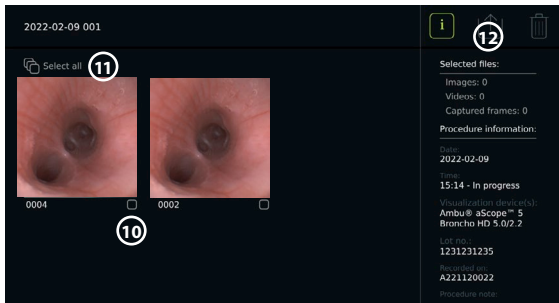 2022-02-09 001
Select all
11
0004
0002
10
i
12
Selected files:
Images: 0
Videos: 0
Captured frames: 0
Procedure information:
Date:
2022-02-09
Time:
15:14 - In progress
Visualization device(s):
Ambu® aScope™ 5
Broncho HD 5.0/2.2
Lot no.:
1231231235
Recorded on:
A221120022
Procedure note: